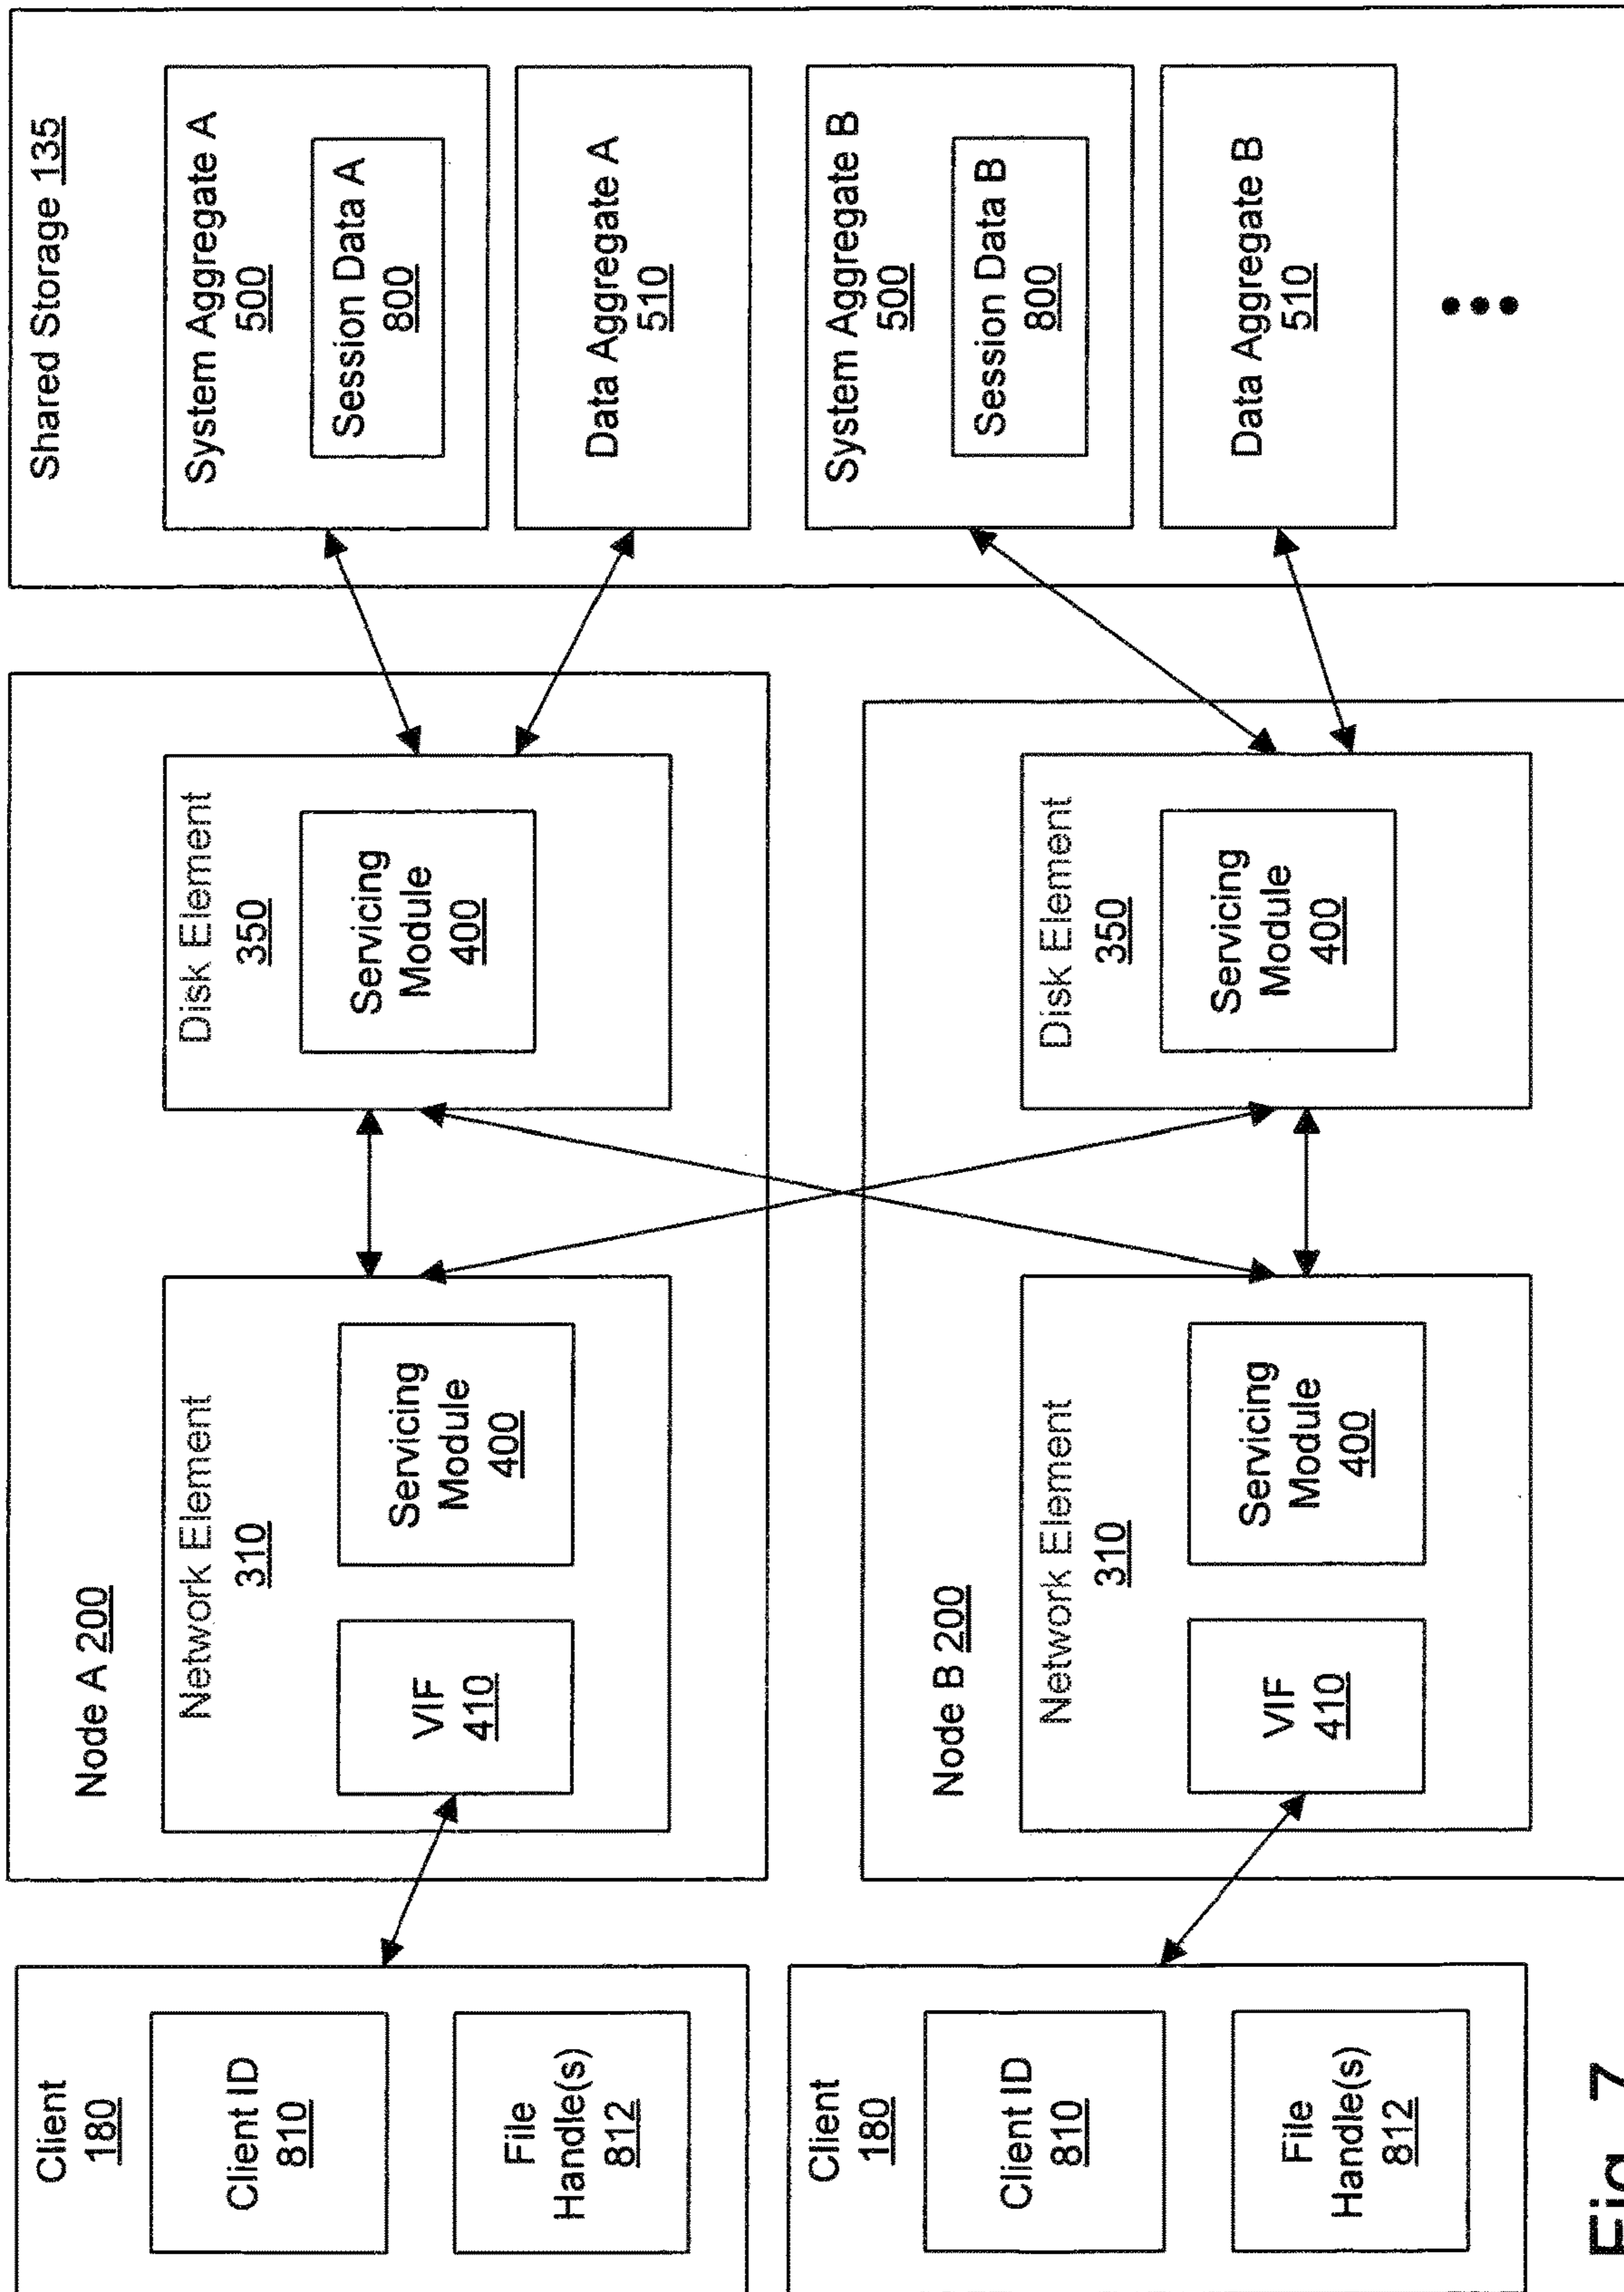 Client
180
Client ID
810
File
Handle(s)
812
Client
180
Client ID
810
File
Handle(s)
812
Node A 200
Network Element
310
VIF
410
Servicing
Module
400
Disk Element
350
Servicing
Module
400
Node B 200
Network Element
310
VIF
410
Servicing
Module
400
Disk Element
350
Servicing
Module
400
Shared Storage 135
System Aggregate A
500
Session Data A
800
Data Aggregate A
510
System Aggregate B
500
Session Data B
800
Data Aggregate B
510
Fig. 7